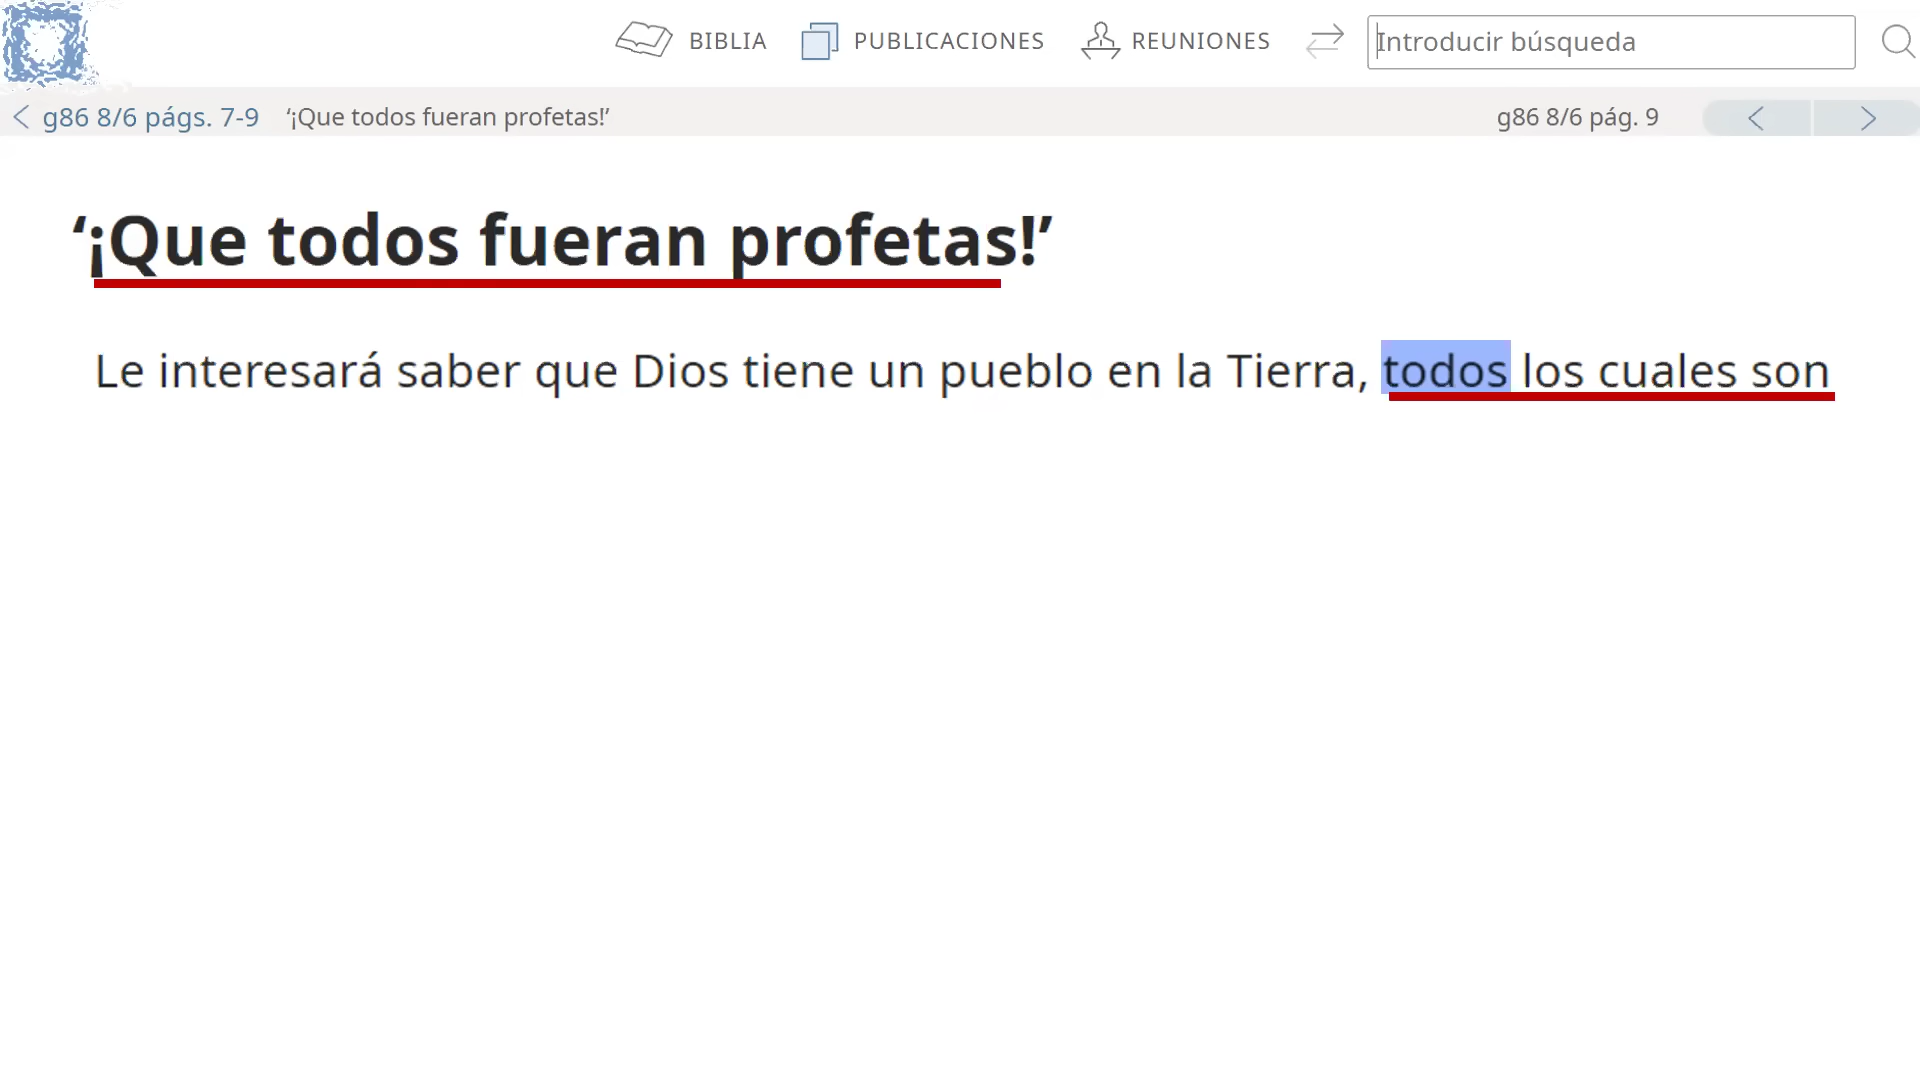 BIBLIA PUBLICACIONES REUNIONES Introducir búsqueda
g86 8/6 págs. 7-9 ‘¡Que todos fueran profetas!’ g86 8/6 pág. 9
‘¡Que todos fueran profetas!’
Le interesará saber que Dios tiene un pueblo en la Tierra, todos los cuales son